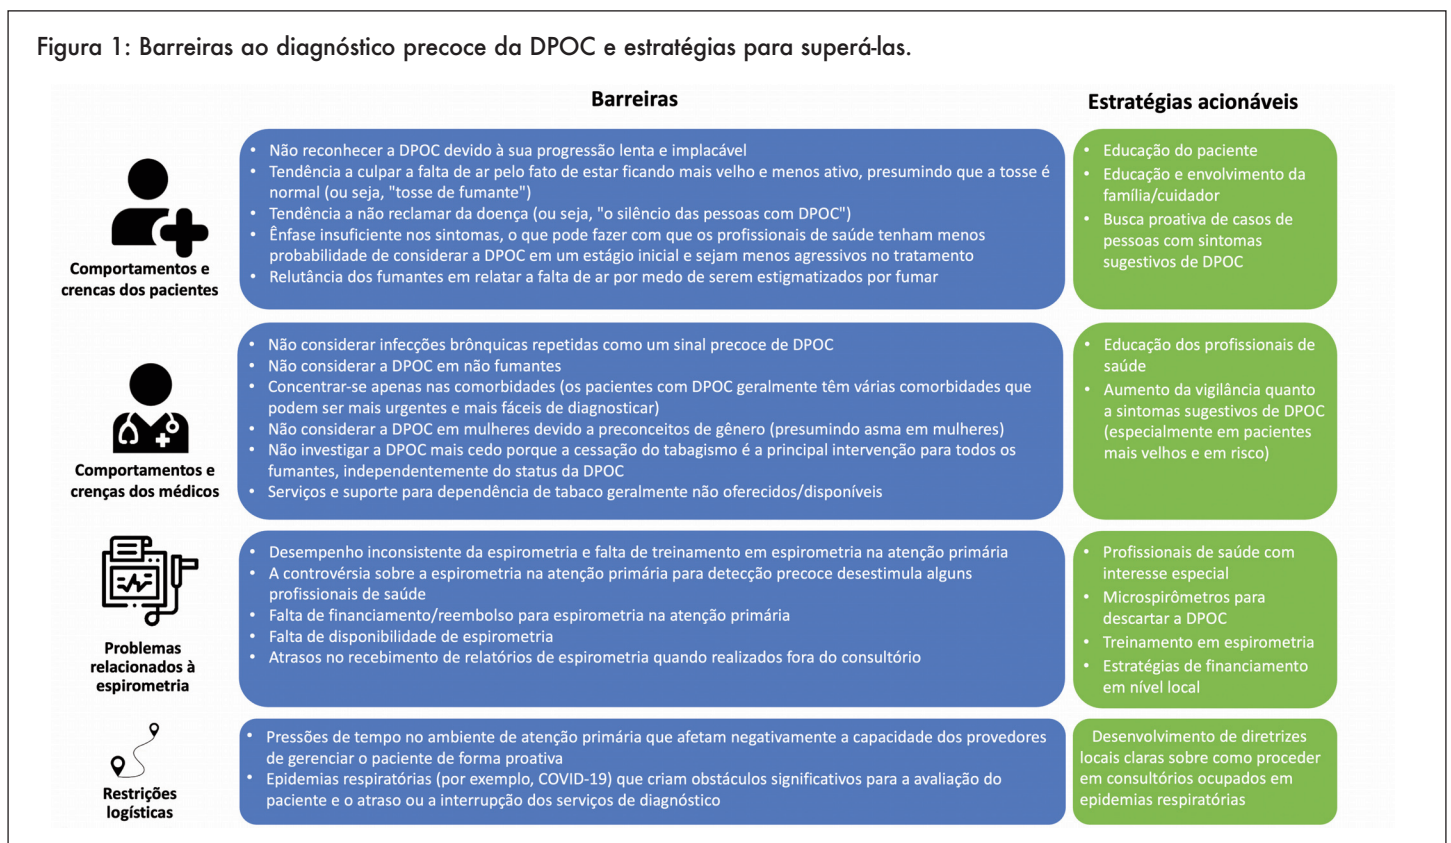 Figura 1: Barreiras ao diagnóstico precoce da DPOC e estratégias para superá-las.
Barreiras
Estratégias acionáveis
Comportamentos e
crencas dos pacientes
• Não reconhecer a DPOC devido à sua progressão lenta e implacável
• Tendência a culpar a falta de ar pelo fato de estar ficando mais velho e menos ativo, presumindo que a tosse é
normal (ou seja, "tosse de fumante")
• Tendência a não reclamar da doença (ou seja, "o silêncio das pessoas com DPOC")
• Ênfase insuficiente nos sintomas, o que pode fazer com que os profissionais de saúde tenham menos
probabilidade de considerar a DPOC em um estágio inicial e sejam menos agressivos no tratamento
• Relutância dos fumantes em relatar a falta de ar por medo de serem estigmatizados por fumar
• Educação do paciente
• Educação e envolvimento da
família/cuidador
• Busca proativa de casos de
pessoas com sintomas
sugestivos de DPOC
Comportamentos e
crenças dos médicos
• Não considerar infecções brônquicas repetidas como um sinal precoce de DPOC
• Não considerar a DPOC em não fumantes
• Concentrar-se apenas nas comorbidades (os pacientes com DPOC geralmente têm várias comorbidades que
podem ser mais urgentes e mais fáceis de diagnosticar)
• Não considerar a DPOC em mulheres devido a preconceitos de gênero (presumindo asma em mulheres)
• Não investigar a DPOC mais cedo porque a cessação do tabagismo é a principal intervenção para todos os
fumantes, independentemente do status da DPOC
• Serviços e suporte para dependência de tabaco geralmente não oferecidos/disponíveis
• Educação dos profissionais de
saúde
• Aumento da vigilância quanto
a sintomas sugestivos de DPOC
(especialmente em pacientes
mais velhos e em risco)
Problemas
relacionados à
espirometria
• Desempenho inconsistente da espirometria e falta de treinamento em espirometria na atenção primária
• A controvérsia sobre a espirometria na atenção primária para detecção precoce desestimula alguns
profissionais de saúde
• Falta de financiamento/reembolso para espirometria na atenção primária
• Falta de disponibilidade de espirometria
• Atrasos no recebimento de relatórios de espirometria quando realizados fora do consultório
• Profissionais de saúde com
interesse especial
• Microspirômetros para
descartar a DPOC
• Treinamento em espirometria
• Estratégias de financiamento
em nível local
Restrições
logísticas
• Pressões de tempo no ambiente de atenção primária que afetam negativamente a capacidade dos provedores
de gerenciar o paciente de forma proativa
• Epidemias respiratórias (por exemplo, COVID-19) que criam obstáculos significativos para a avaliação do
paciente e o atraso ou a interrupção dos serviços de diagnóstico
Desenvolvimento de diretrizes
locais claras sobre como proceder
em consultórios ocupados em
epidemias respiratórias